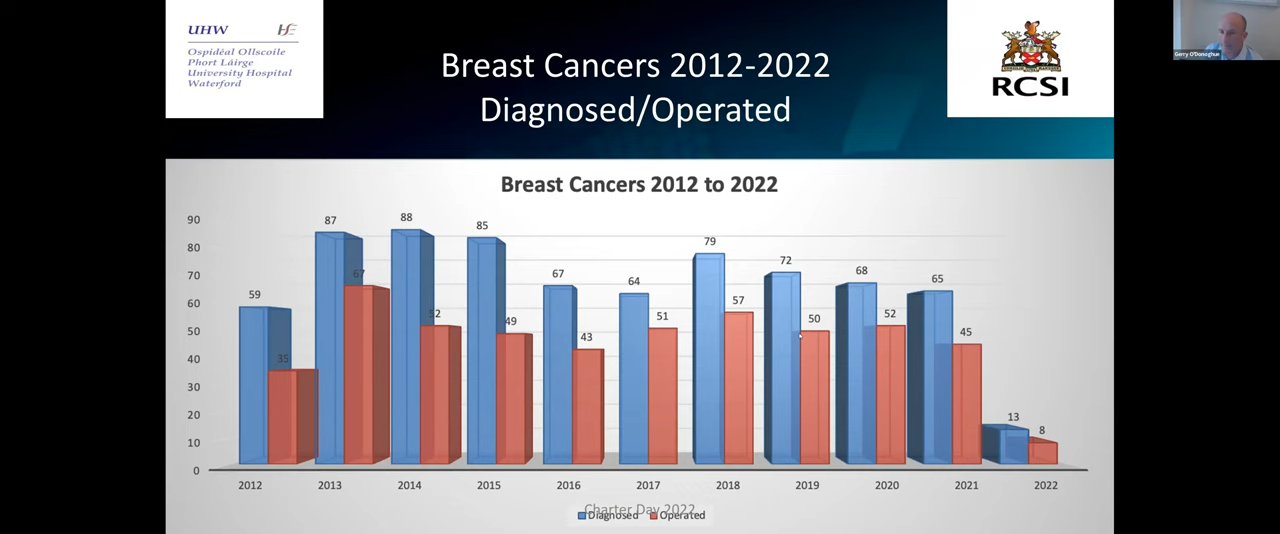 UHW
Ospidéal Ollscoile
Phort Láirge
University Hospital
Waterford
Breast Cancers 2012-2022
Diagnosed/Operated
RCSI
Gerry O'Donoghue
Breast Cancers 2012 to 2022
90
80
70
60
50
40
30
20
10
0
59
35
87
67
88
52
85
49
67
43
64
51
79
57
72
50
68
52
65
45
13
8
2012 2013 2014 2015 2016 2017 2018 2019 2020 2021 2022
Charter Day 2022
Diagnosed Operated